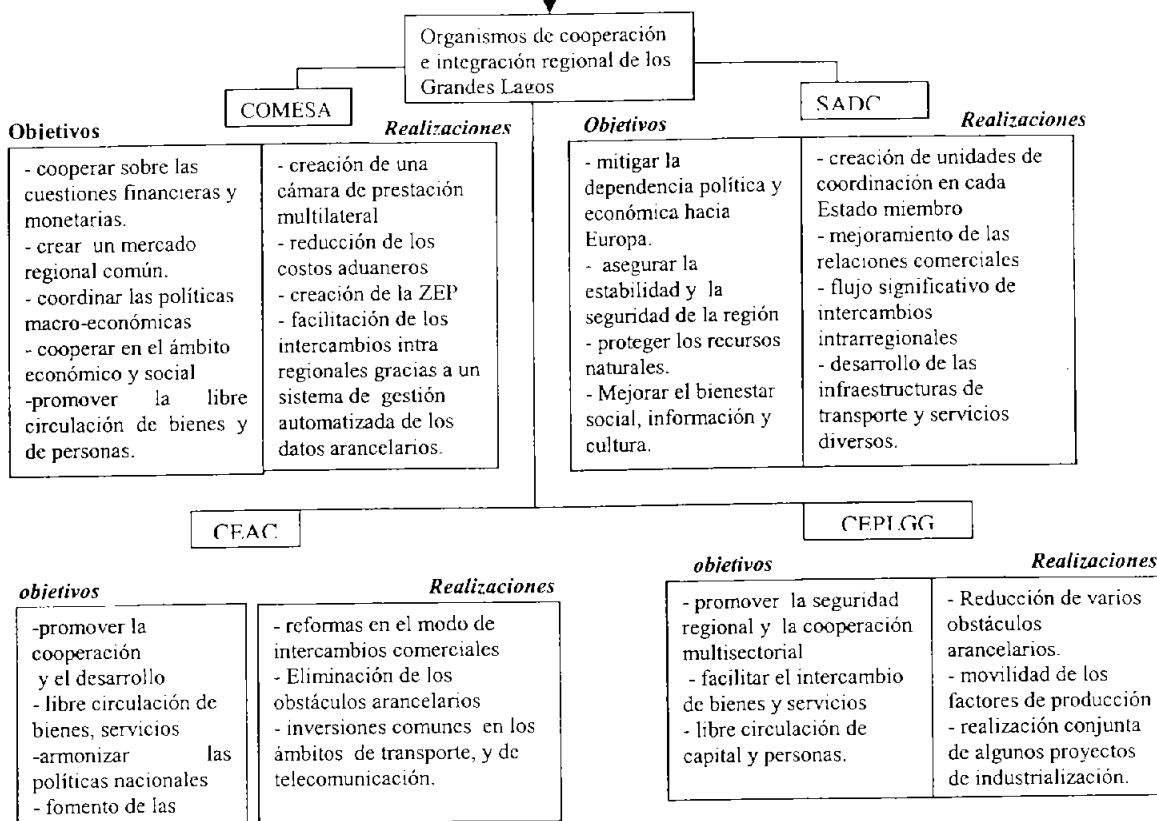 Organismos de cooperación
e integración regional de los
Grandes Lagos
COMESA
Objetivos
Realizaciones
- cooperar sobre las
cuestiones financieras y
monetarias.
- crear un mercado
regional común.
- coordinar las políticas
macro-económicas
- cooperar en el ámbito
económico y social
-promover la libre
circulación de bienes y
de personas.
- creación de una
cámara de prestación
multilateral
- reducción de los
costos aduaneros
- creación de la ZEP
- facilitación de los
intercambios intra
regionales gracias a un
sistema de gestión
automatizada de los
datos arancelarios.
SADC
Objetivos
Realizaciones
- mitigar la
dependencia política y
económica hacia
Europa.
- asegurar la
estabilidad y la
seguridad de la región
- proteger los recursos
naturales.
- Mejorar el bienestar
social, información y
cultura.
- creación de unidades de
coordinación en cada
Estado miembro
- mejoramiento de las
relaciones comerciales
- flujo significativo de
intercambios
intrarregionales
- desarrollo de las
infraestructuras de
transporte y servicios
diversos.
CEAC
objetivos
Realizaciones
-promover la
cooperación
y el desarrollo
- libre circulación de
bienes, servicios
-armonizar las
políticas nacionales
- fomento de las
- reformas en el modo de
intercambios comerciales
- Eliminación de los
obstáculos arancelarios
- inversiones comunes en los
ámbitos de transporte, y de
telecomunicación.
CEPLGG
objetivos
Realizaciones
- promover la seguridad
regional y la cooperación
multisectorial
- facilitar el intercambio
de bienes y servicios
- libre circulación de
capital y personas.
- Reducción de varios
obstáculos
arancelarios.
- movilidad de los
factores de producción
- realización conjunta
de algunos proyectos
de industrialización.